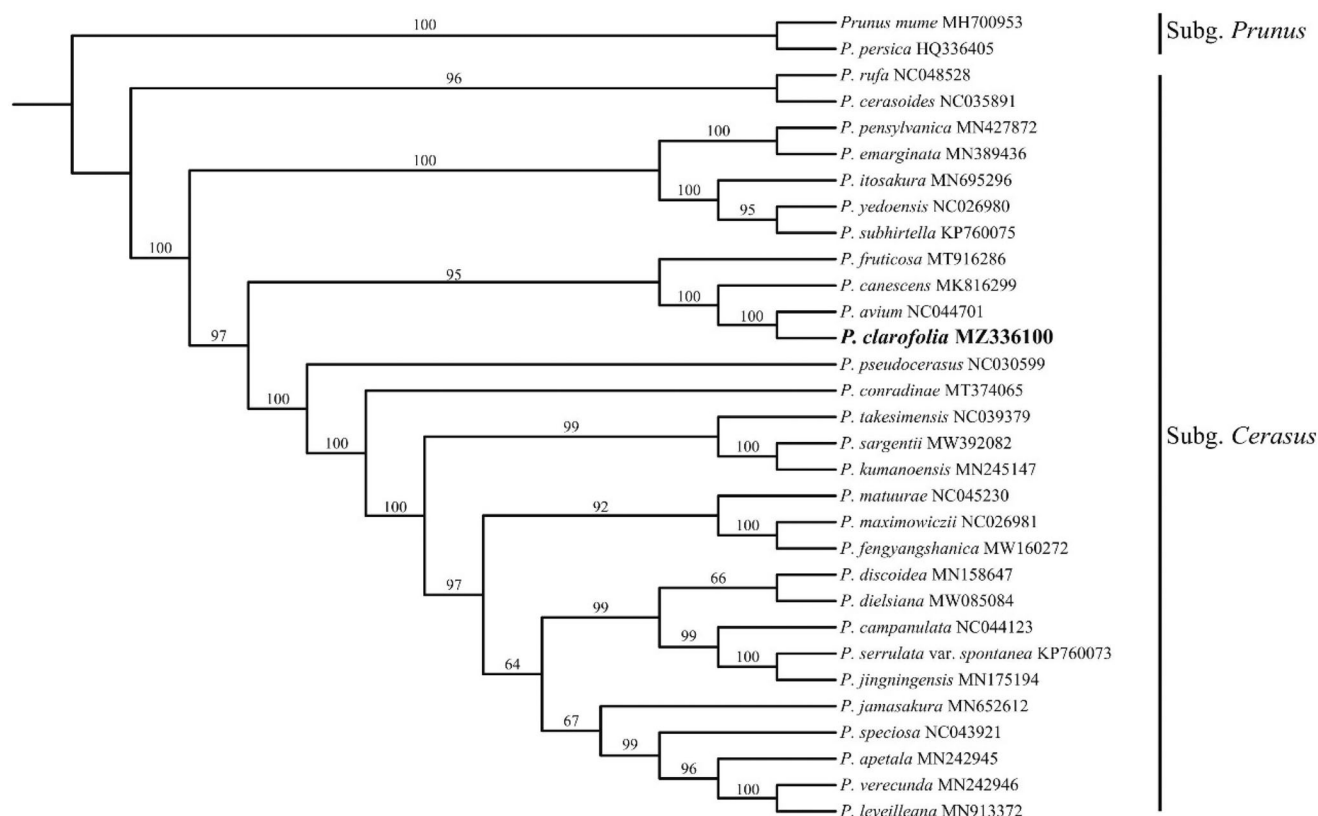 100
Prunus mume MH700953
Subg. Prunus
P. persica HQ336405
96
P. rufa NC048528
P. cerasoides NC035891
100
P. pensylvanica MN427872
P. emarginata MN389436
100
100
P. itosakura MN695296
95
P. yedoensis NC026980
P. subhirtella KP760075
100
P. fruticosa MT916286
95
P. canescens MK816299
100
P. avium NC044701
100
P. clarofolia MZ336100
97
P. pseudocerasus NC030599
100
P. conradinae MT374065
P. takesimensis NC039379
99
Subg. Cerasus
100
P. sargentii MW392082
100
P. kumanoensis MN245147
P. matuurae NC045230
100
92
P. maximowiczii NC026981
100
P. fengyangshanica MW160272
P. discoidea MN158647
97
66
P. dielsiana MW085084
99
P. campanulata NC044123
99
P. serrulata var. spontanea KP760073
64
100
P. jingningensis MN175194
P. jamasakura MN652612
67
P. speciosa NC043921
99
P. apetala MN242945
96
P. verecunda MN242946
100
P. leveilleana MN913372